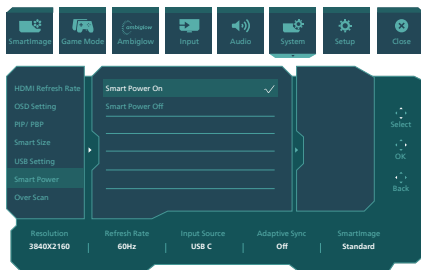 SmartImage Game Mode Ambiglow Input Audio System Setup Close
ambiglow
HDMI Refresh Rate
OSD Setting
PIP/ PBP
Smart Size
USB Setting
Smart Power
Over Scan
Smart Power On
Smart Power Off
Select
OK
Back
Resolution Refresh Rate Input Source Adaptive Sync SmartImage
3840X2160 | 60Hz | USB C | Off | Standard